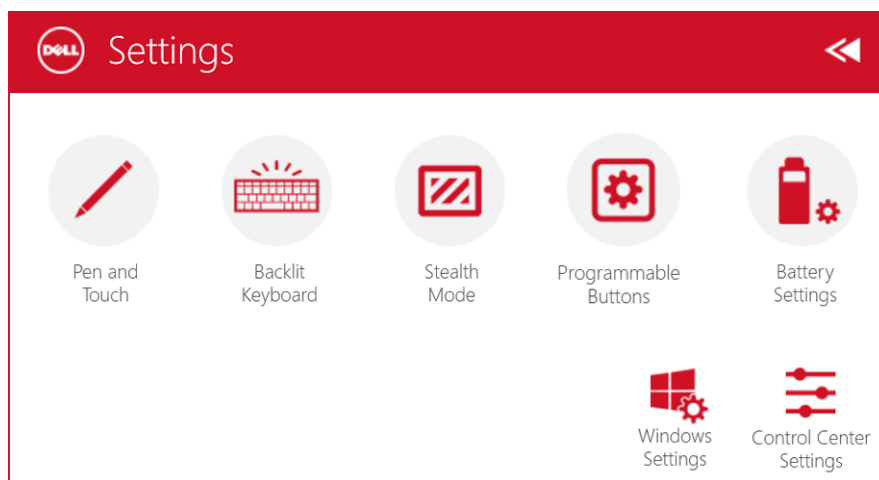 DELL Settings
Pen and
Touch
Backlit
Keyboard
Stealth
Mode
Programmable
Buttons
Battery
Settings
Windows
Settings
Control Center
Settings